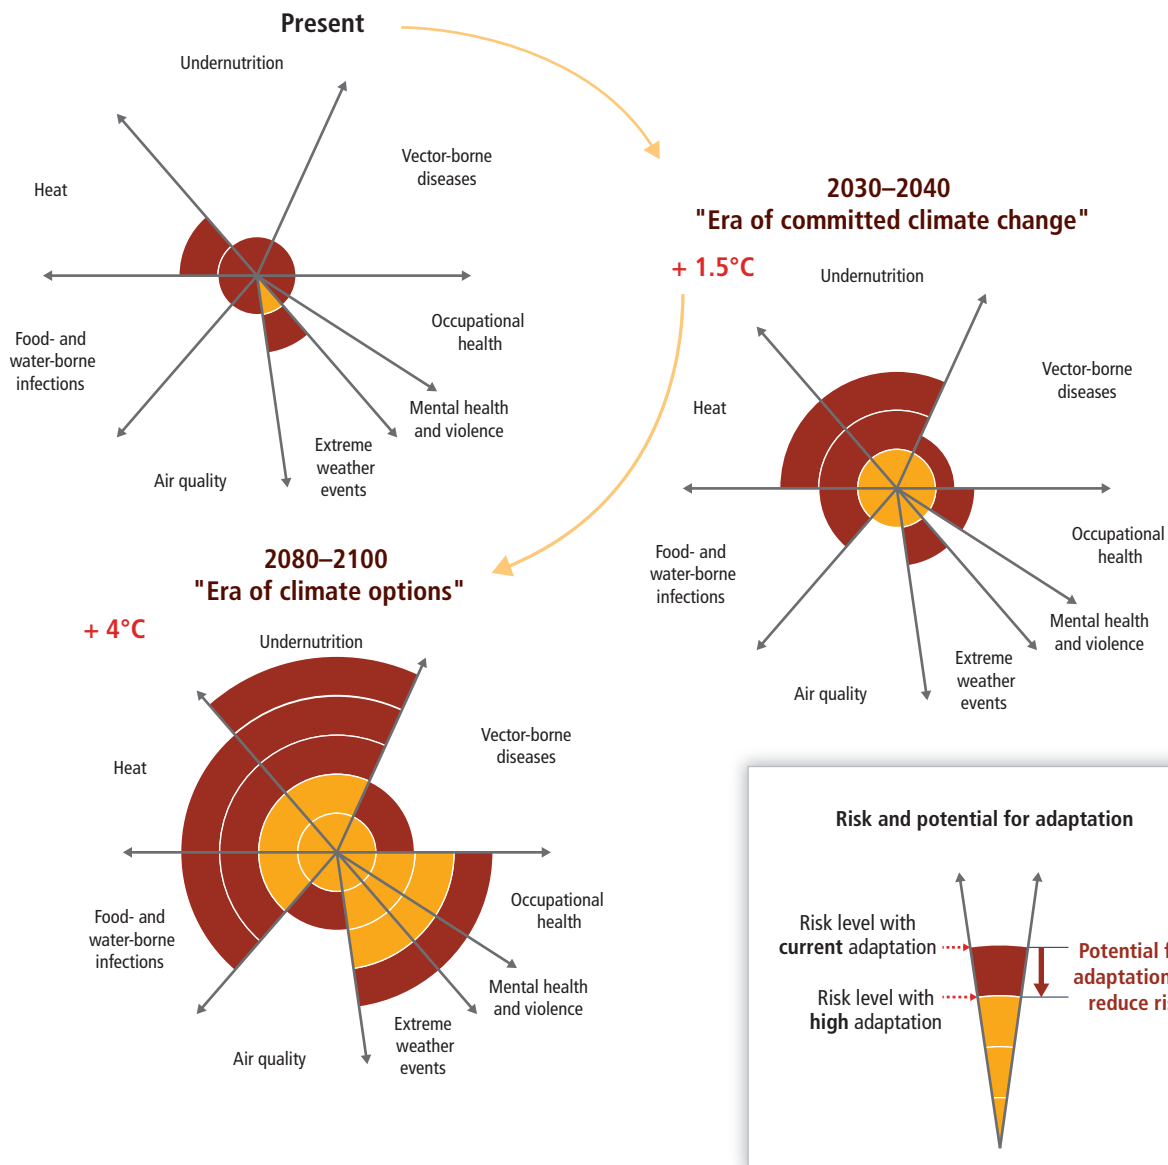 Present
Undernutrition
Vector-borne
diseases
Heat
Occupational
health
Food- and
water-borne
infections
Mental health
and violence
Extreme
weather
events
Air quality
2030–2040
"Era of committed climate change"
+ 1.5°C
Undernutrition
Vector-borne
diseases
Heat
Occupational
health
Food- and
water-borne
infections
Mental health
and violence
Extreme
weather
events
Air quality
2080–2100
"Era of climate options"
+ 4°C
Undernutrition
Vector-borne
diseases
Heat
Occupational
health
Food- and
water-borne
infections
Mental health
and violence
Extreme
weather
events
Air quality
Risk and potential for adaptation
Risk level with
current adaptation
Risk level with
high adaptation
Potential
adaptation
reduce